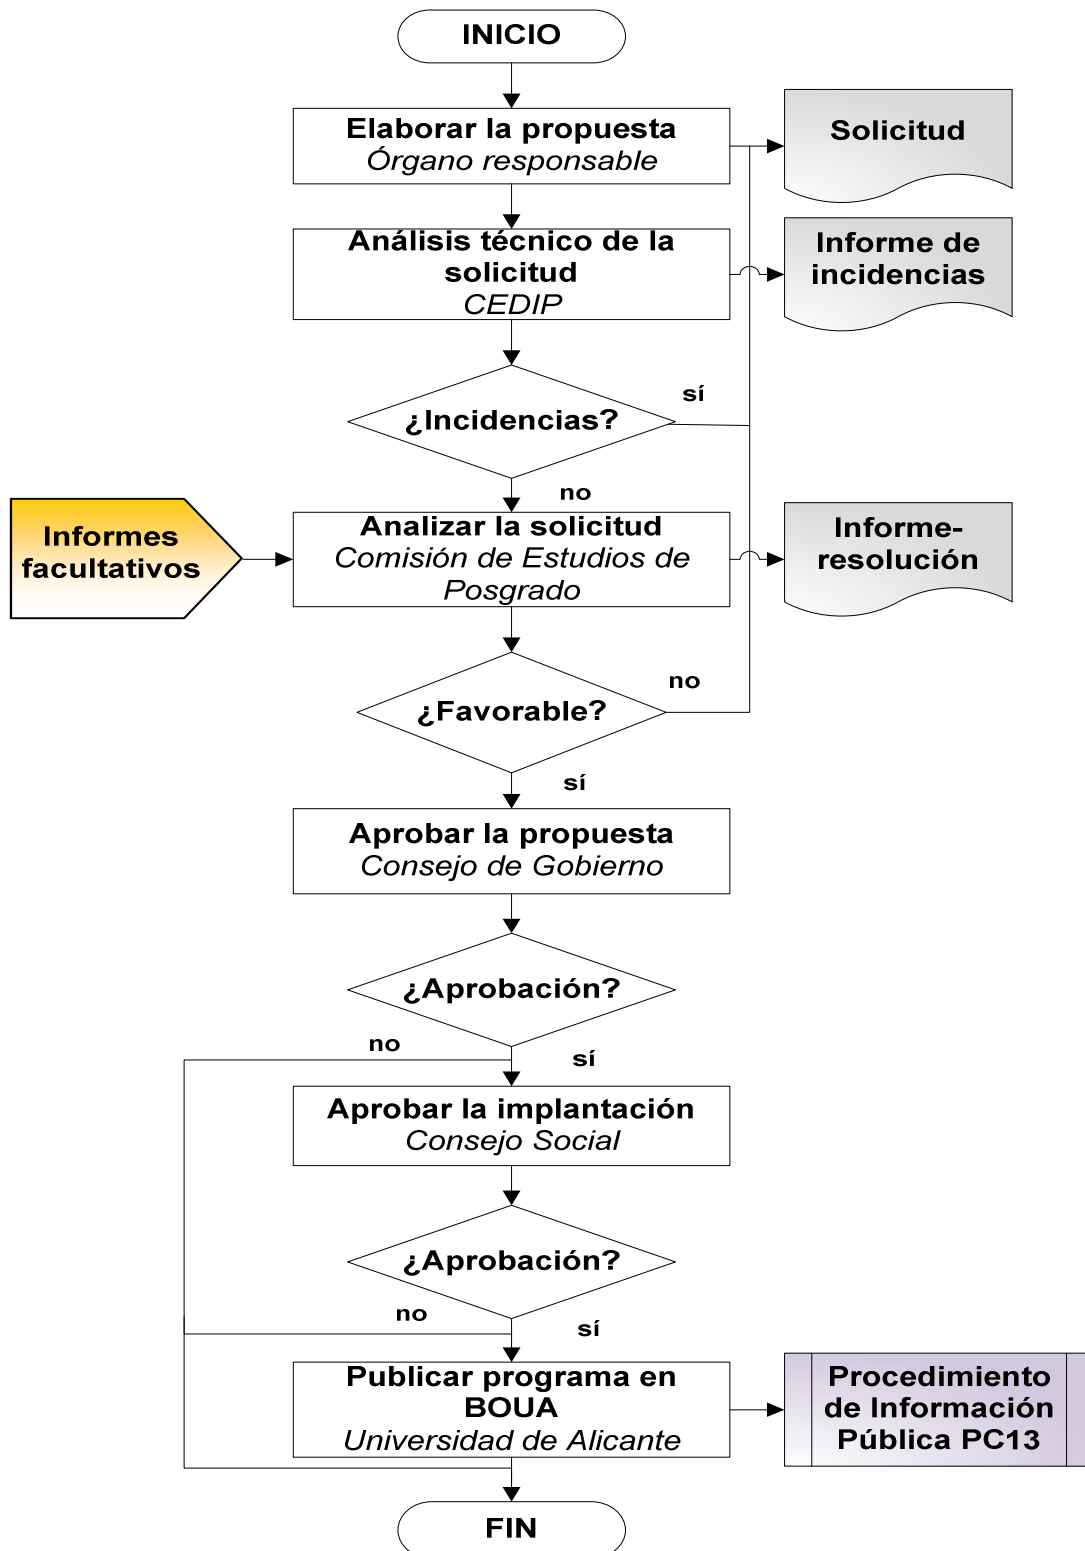 INICIO
Elaborar la propuesta
Órgano responsable
Solicitud
Análisis técnico de la
solicitud
CEDIP
Informe de
incidencias
¿Incidencias?
sí
no
Informes
facultativos
Analizar la solicitud
Comisión de Estudios de
Posgrado
Informe-
resolución
¿Favorable?
no
sí
Aprobar la propuesta
Consejo de Gobierno
¿Aprobación?
no
sí
Aprobar la implantación
Consejo Social
¿Aprobación?
no
sí
Publicar programa en
BOUA
Universidad de Alicante
Procedimiento
de Información
Pública PC13
FIN